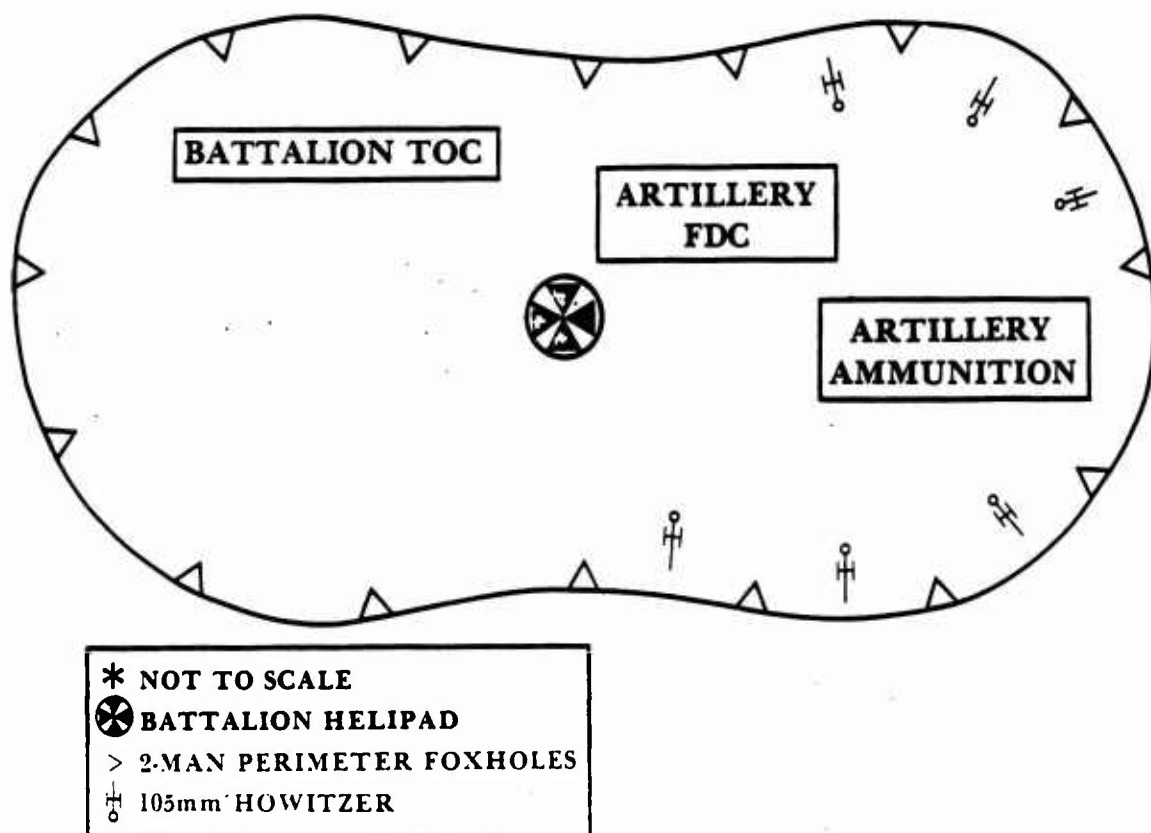 BATTALION TOC
ARTILLERY
FDC
ARTILLERY
AMMUNITION
* NOT TO SCALE
BATTALION HELIPAD
> 2-MAN PERIMETER FOXHOLES
105mm HOWITZER